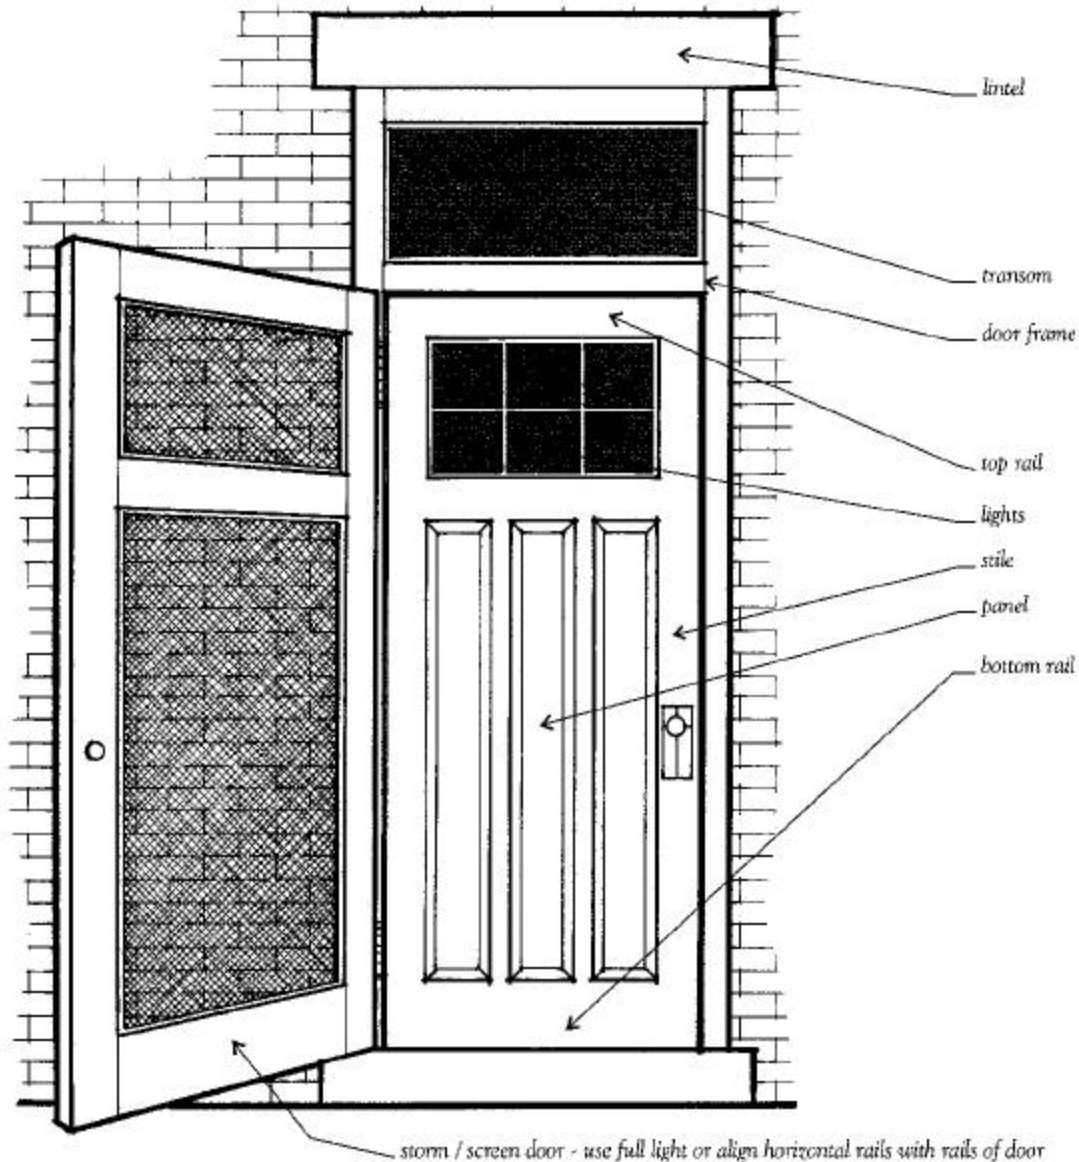 lintel
transom
door frame
top rail
lights
stile
panel
bottom rail
storm / screen door - use full light or align horizontal rails with rails of door